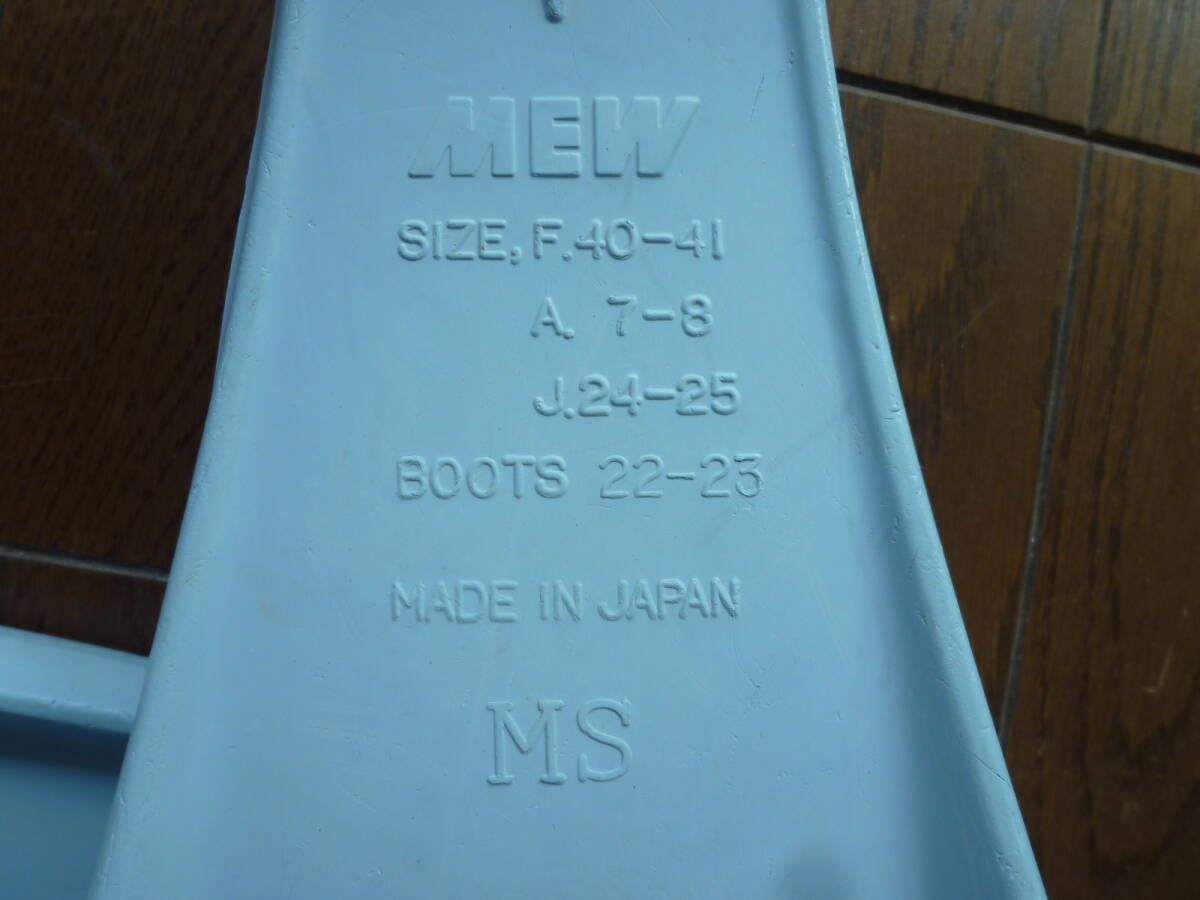 MEW
SIZE, F.40-41
A. 7-8
J.24-25
BOOTS 22-23
MADE IN JAPAN
MS